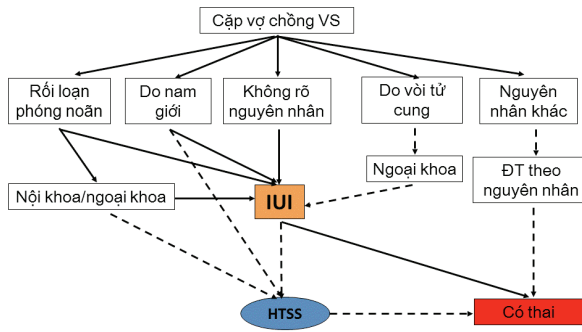 Cặp vợ chồng VS
Rối loạn
phóng noãn
Do nam
giới
Không rõ
nguyên nhân
Do vòi tử
cung
Nguyên
nhân khác
Ngoại khoa
ĐT theo
nguyên nhân
Nội khoa/ngoại khoa
IUI
HTSS
Có thai